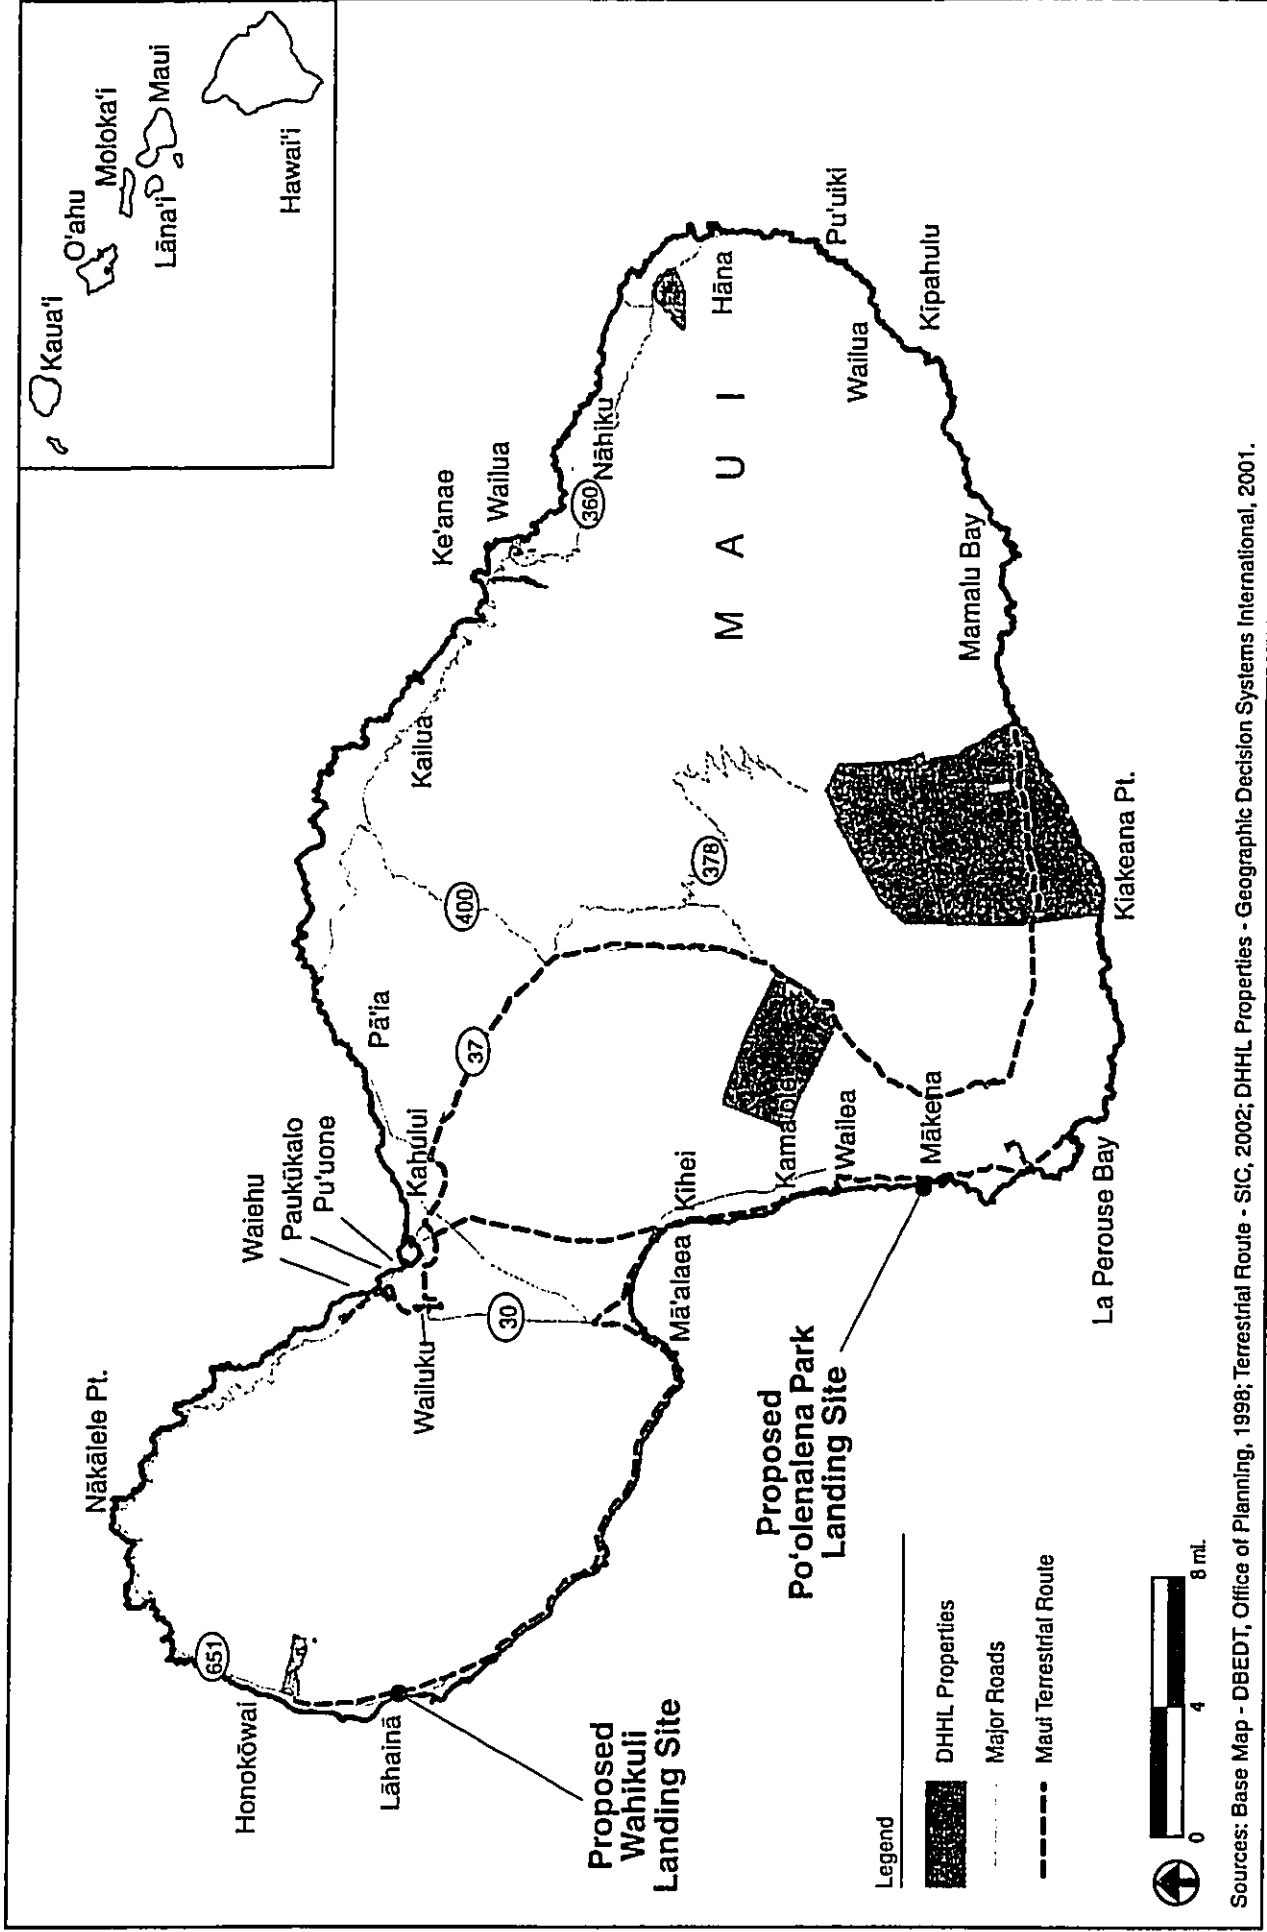 Kaua'i
O'ahu
Moloka'i
Lāna'i
Maui
Hawai'i
Nākālele Pt.
Waiehu
Paukūkalo
Pu'uone
Kahului
Pā'ia
Kailua
Ke'anae
Wailua
Nāhiku
Hāna
Pu'uiki
Kīpahulu
Wailua
Mamalu Bay
Kiakeana Pt.
La Perouse Bay
Mākena
Wailea
Kama'ole
Kihei
Mā'alaea
Wailuku
Honokōwai
Lāhainā
651
30
37
400
360
378
M A U I
Proposed
Wahikuli
Landing Site
Proposed
Po'olenalena Park
Landing Site
Legend
DHHL Properties
Major Roads
Maui Terrestrial Route
0 4 8 mi.
Sources: Base Map - DBEDT, Office of Planning, 1998; Terrestrial Route - SIC, 2002; DHHL Properties - Geographic Decision Systems International, 2001.